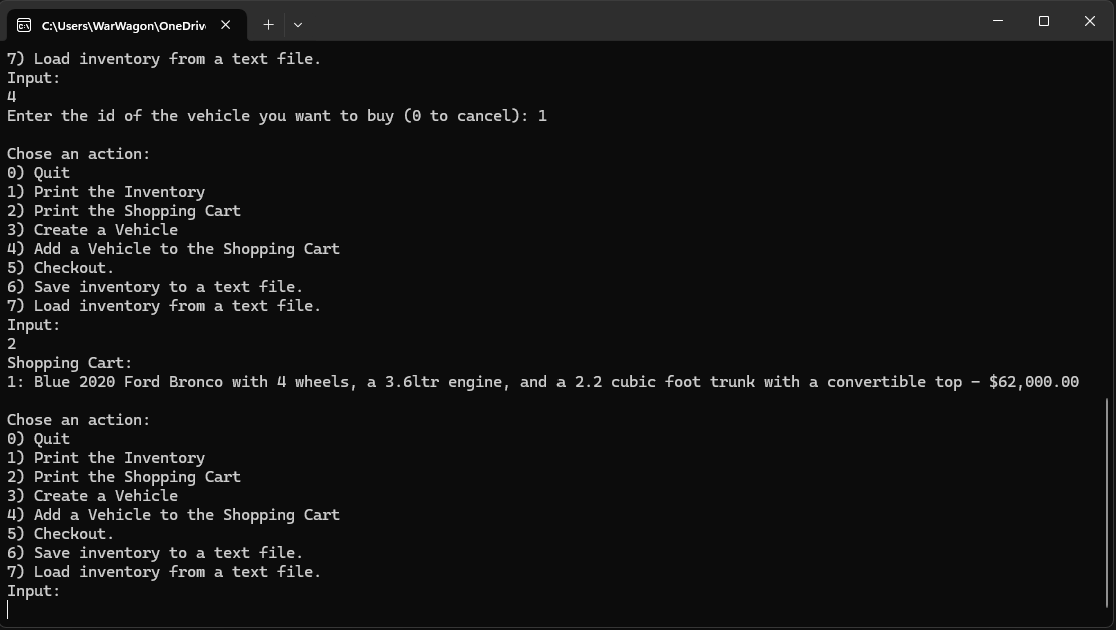 C:\Users\WarWagon\OneDriv
7) Load inventory from a text file.
Input:
4
Enter the id of the vehicle you want to buy (0 to cancel): 1
Chose an action:
0) Quit
1) Print the Inventory
2) Print the Shopping Cart
3) Create a Vehicle
4) Add a Vehicle to the Shopping Cart
5) Checkout.
6) Save inventory to a text file.
7) Load inventory from a text file.
Input:
2
Shopping Cart:
1: Blue 2020 Ford Bronco with 4 wheels, a 3.6ltr engine, and a 2.2 cubic foot trunk with a convertible top - $62,000.00
Chose an action:
0) Quit
1) Print the Inventory
2) Print the Shopping Cart
3) Create a Vehicle
4) Add a Vehicle to the Shopping Cart
5) Checkout.
6) Save inventory to a text file.
7) Load inventory from a text file.
Input: